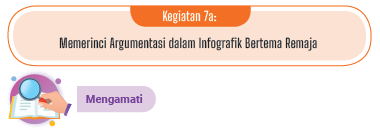 Kegiatan 7a:
Memerinci Argumentasi dalam Infografik Bertema Remaja
Mengamati